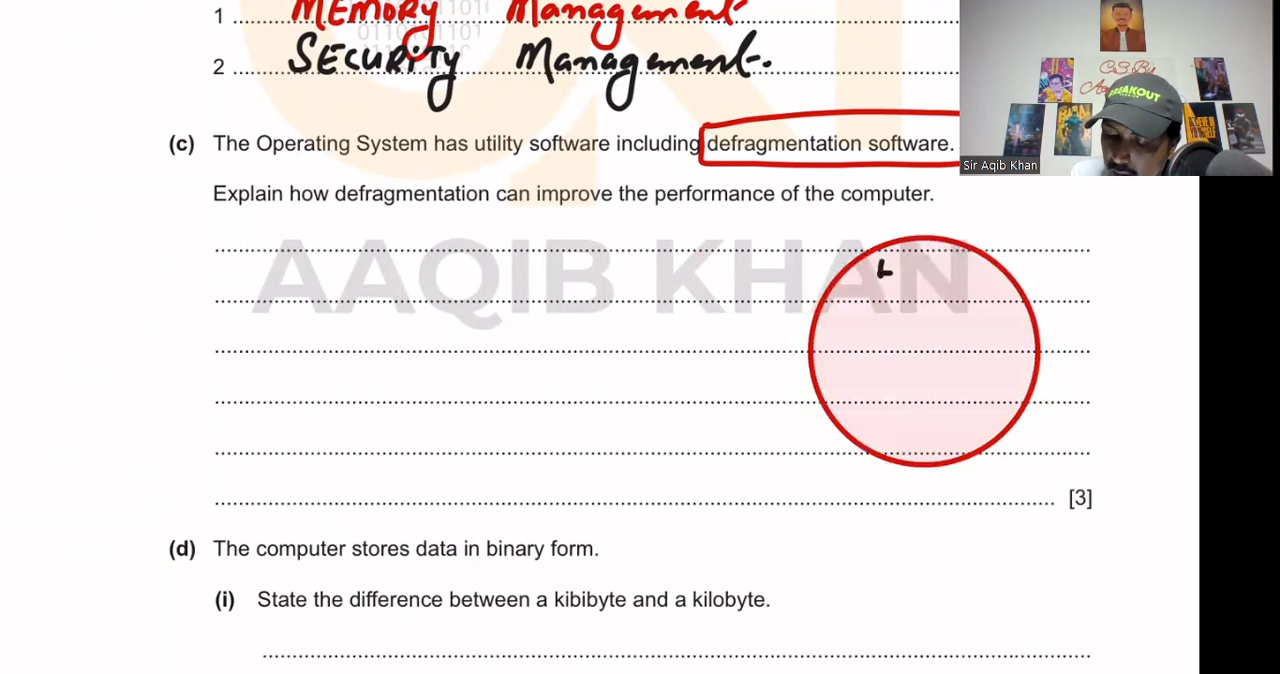 1 MEMORY Management
2 SECURITY Management.
(c) The Operating System has utility software including defragmentation software.
Explain how defragmentation can improve the performance of the computer.
AAQIB KHAN
[3]
(d) The computer stores data in binary form.
(i) State the difference between a kibibyte and a kilobyte.
BREAKOUT
Sir Aqib Khan